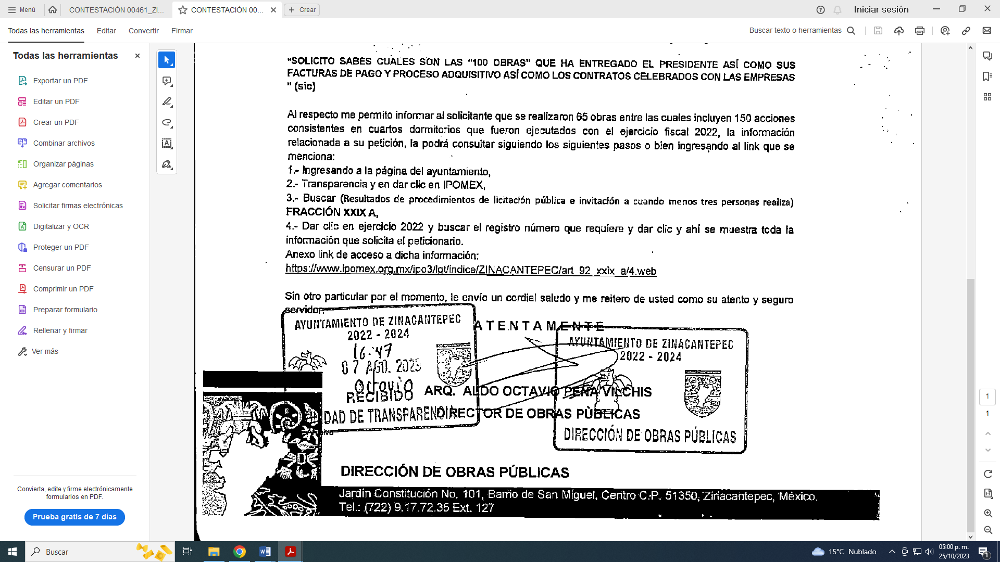 Menú
CONTESTACIÓN 00461_ZI...
CONTESTACIÓN 00...
Crear
Iniciar sesión
Todas las herramientas
Editar
Convertir
Firmar
Buscar texto o herramientas
Todas las herramientas
Exportar un PDF
Editar un PDF
Crear un PDF
Combinar archivos
Organizar páginas
Agregar comentarios
Solicitar firmas electrónicas
Digitalizar y OCR
Proteger un PDF
Censurar un PDF
Comprimir un PDF
Preparar formulario
Rellenar y firmar
Ver más
Convierta, edite y firme electrónicamente
formularios en PDF.
Prueba gratis de 7 días
"SOLICITO SABES CUÁLES SON LAS "100 OBRAS" QUE HA ENTREGADO EL PRESIDENTE ASÍ COMO SUS
FACTURAS DE PAGO Y PROCESO ADQUISITIVO ASÍ COMO LOS CONTRATOS CELEBRADOS CON LAS EMPRESAS
" (sic)
Al respecto me permito informar al solicitante que se realizaron 65 obras entre las cuales incluyen 150 acciones
consistentes en cuartos dormitorios que fueron ejecutados con el ejercicio fiscal 2022, la información
relacionada a su petición, la podrá consultar siguiendo los siguientes pasos o bien ingresando al link que se
menciona:
1.- Ingresando a la página del ayuntamiento,
2.- Transparencia y en dar clic en IPOMEX,
3.- Buscar (Resultados de procedimientos de licitación pública e invitación a cuando menos tres personas realiza)
FRACCIÓN XXIX A,
4.- Dar clic en ejercicio 2022 y buscar el registro número que requiere y dar clic y ahí se muestra toda la
información que solicita el peticionario.
Anexo link de acceso a dicha información:
https://www.ipomex.org.mx/ipo3/lgt/indice/ZINACANTEPEC/art_92_xxix_a/4.web
Sin otro particular por el momento, le envío un cordial saludo y me reitero de usted como su atento y seguro
servidor.
A T E N T A M E N T E
AYUNTAMIENTO DE ZINACANTEPEC
2022 - 2024
16:47
07 AGO. 2023
Octavio
RECIBIDO
DAD DE TRANSPARENCIA
AYUNTAMIENTO DE ZINACANTEPEC
2022 - 2024
DIRECCIÓN DE OBRAS PÚBLICAS
ARQ. ALDO OCTAVIO PEÑA VILCHIS
DIRECTOR DE OBRAS PÙBLICAS
DIRECCIÓN DE OBRAS PÚBLICAS
Jardín Constitución No. 101, Barrio de San Miguel, Centro C.P. 51350, Zinacantepec, México.
Tel.: (722) 9.17.72.35 Ext. 127
1
1
Buscar
15°C Nublado
05:00 p. m.
25/10/2023
1